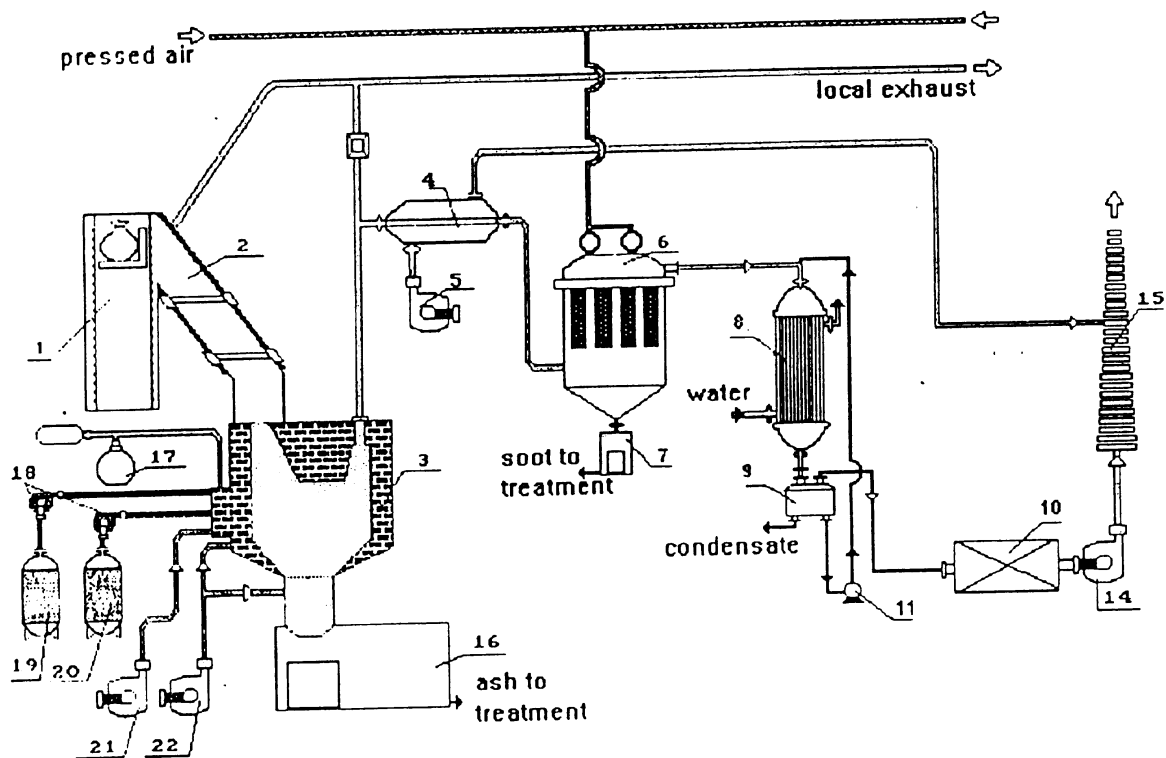 pressed air
local exhaust
4
2
6
5
15
8
1
water
17
3
7
soot to
treatment
18
9
10
condensate
11
14
16
19
20
ash to
treatment
21
22